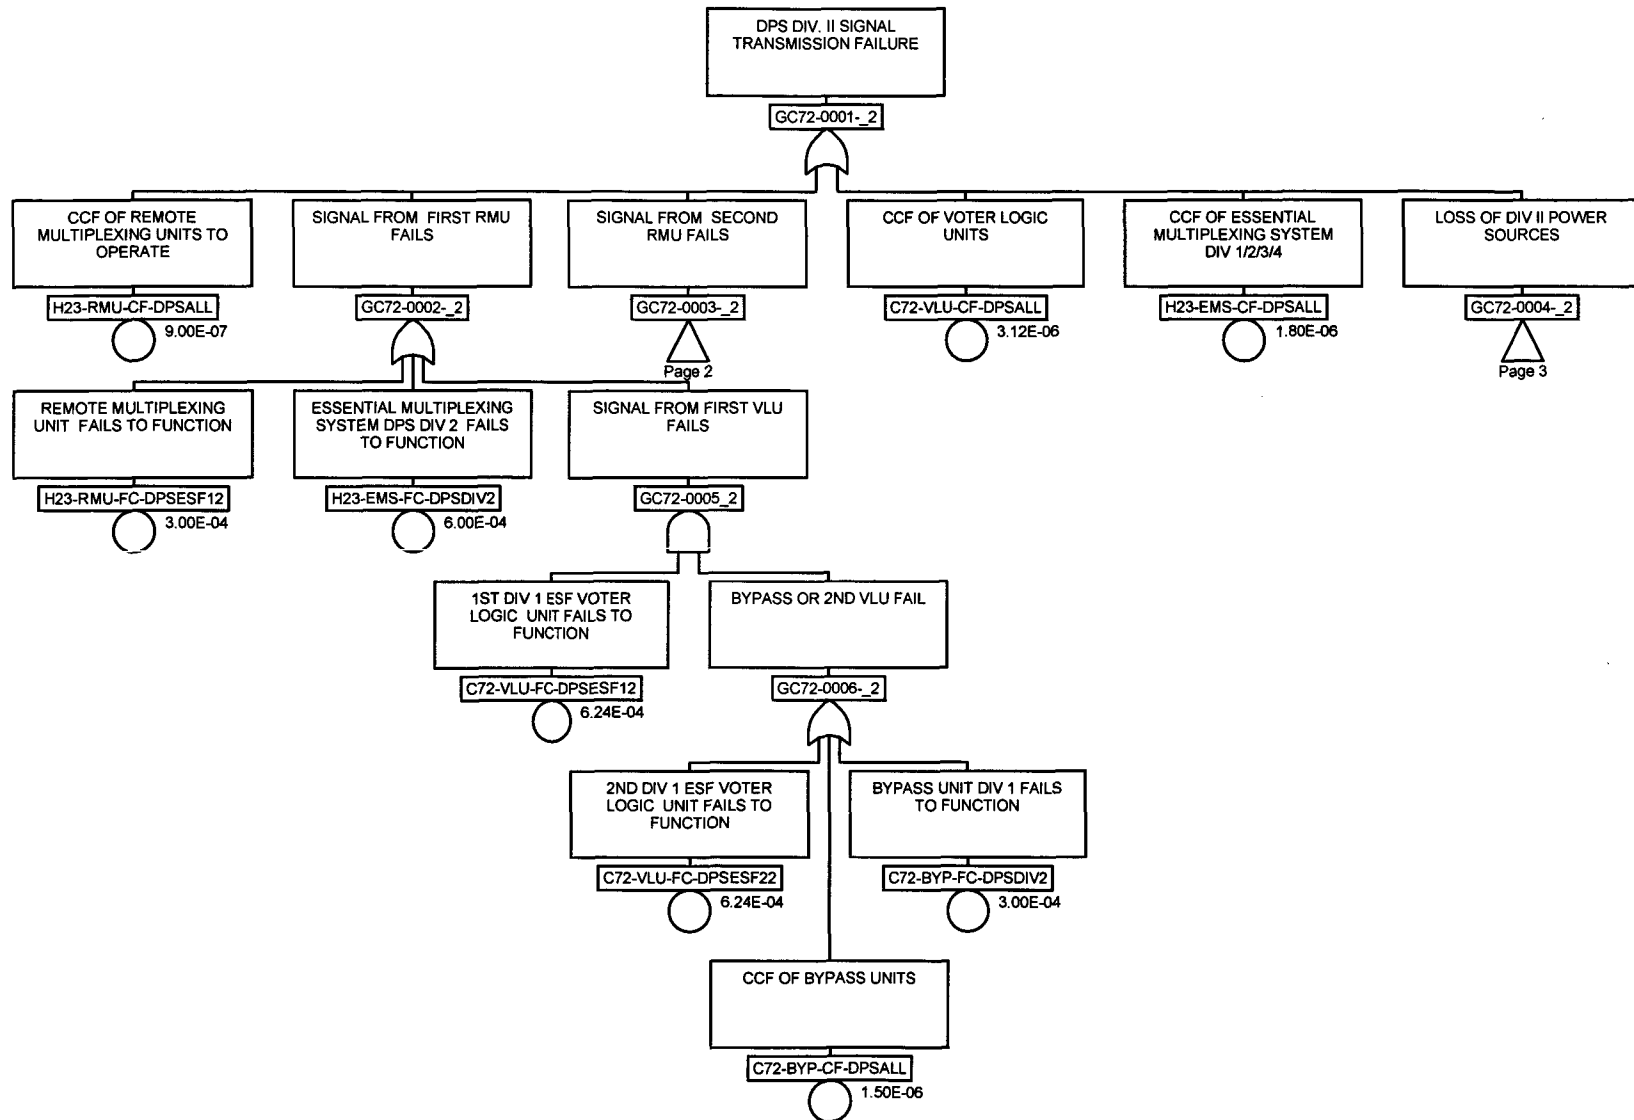 DPS DIV. II SIGNAL
TRANSMISSION FAILURE
GC72-0001-_2
CCF OF REMOTE
MULTIPLEXING UNITS TO
OPERATE
H23-RMU-CF-DPSALL
9.00E-07
SIGNAL FROM FIRST RMU
FAILS
GC72-0002-_2
SIGNAL FROM SECOND
RMU FAILS
GC72-0003-_2
Page 2
CCF OF VOTER LOGIC
UNITS
C72-VLU-CF-DPSALL
3.12E-06
CCF OF ESSENTIAL
MULTIPLEXING SYSTEM
DIV 1/2/3/4
H23-EMS-CF-DPSALL
1.80E-06
LOSS OF DIV II POWER
SOURCES
GC72-0004-_2
Page 3
REMOTE MULTIPLEXING
UNIT FAILS TO FUNCTION
H23-RMU-FC-DPSESF12
3.00E-04
ESSENTIAL MULTIPLEXING
SYSTEM DPS DIV 2 FAILS
TO FUNCTION
H23-EMS-FC-DPSDIV2
6.00E-04
SIGNAL FROM FIRST VLU
FAILS
GC72-0005_2
1ST DIV 1 ESF VOTER
LOGIC UNIT FAILS TO
FUNCTION
C72-VLU-FC-DPSESF12
6.24E-04
BYPASS OR 2ND VLU FAIL
GC72-0006-_2
2ND DIV 1 ESF VOTER
LOGIC UNIT FAILS TO
FUNCTION
C72-VLU-FC-DPSESF22
6.24E-04
BYPASS UNIT DIV 1 FAILS
TO FUNCTION
C72-BYP-FC-DPSDIV2
3.00E-04
CCF OF BYPASS UNITS
C72-BYP-CF-DPSALL
1.50E-06